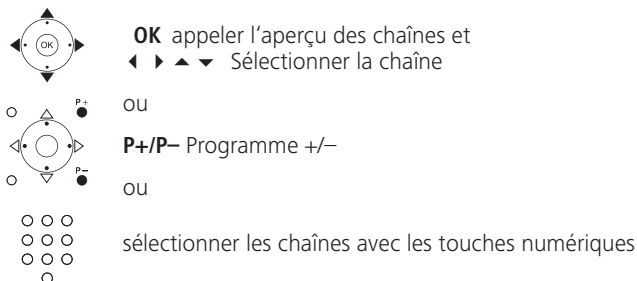 OK appeler l'aperçu des chaînes et
OK
◀ ▶ ▲ ▼ Sélectionner la chaîne
P+
ou
P+/P– Programme +/–
P–
ou
sélectionner les chaînes avec les touches numériques